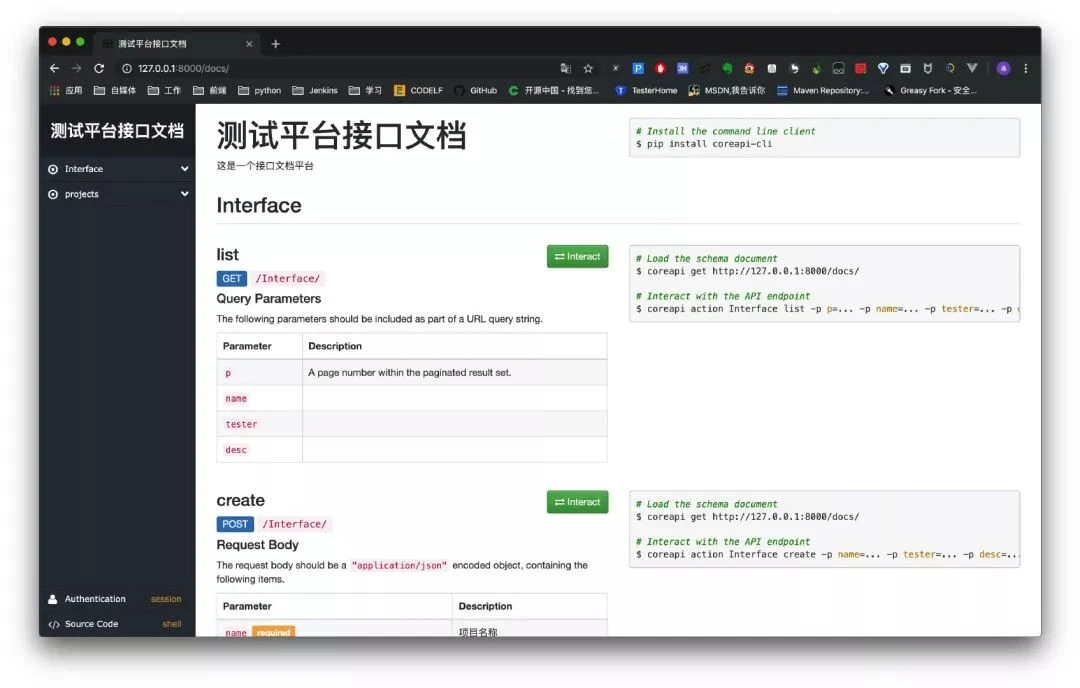 测试平台接口文档
127.0.0.1:8000/docs/
应用 自媒体 工作 前端 python Jenkins 学习 CODELF GitHub 开源中国 - 找到您... TesterHome MSDN,我告诉你 Maven Repository:... Greasy Fork - 安全...
测试平台接口文档
Interface
projects
Authentication session
Source Code shell
测试平台接口文档
这是一个接口文档平台
# Install the command line client
$ pip install coreapi-cli
Interface
list
Interact
GET /Interface/
Query Parameters
The following parameters should be included as part of a URL query string.
Parameter Description
p A page number within the paginated result set.
name
tester
desc
# Load the schema document
$ coreapi get http://127.0.0.1:8000/docs/
# Interact with the API endpoint
$ coreapi action Interface list -p p=... -p name=... -p tester=... -p
create
Interact
POST /Interface/
Request Body
The request body should be a "application/json" encoded object, containing the
following items.
Parameter Description
name required 项目名称
# Load the schema document
$ coreapi get http://127.0.0.1:8000/docs/
# Interact with the API endpoint
$ coreapi action Interface create -p name=... -p tester=... -p desc=...